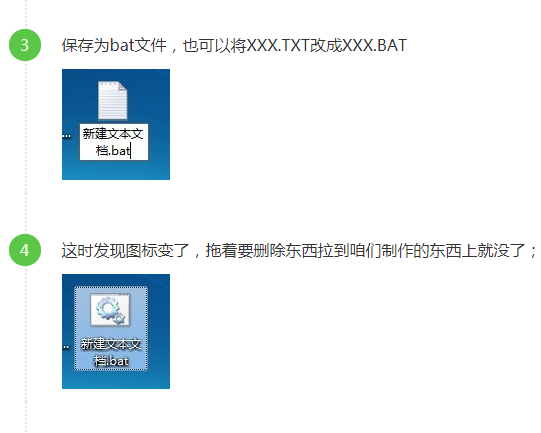 3
保存为bat文件，也可以将XXX.TXT改成XXX.BAT
...
新建文本文
档.bat
4
这时发现图标变了，拖着要删除东西拉到咱们制作的东西上就没了；
..
新建文本文
档.bat